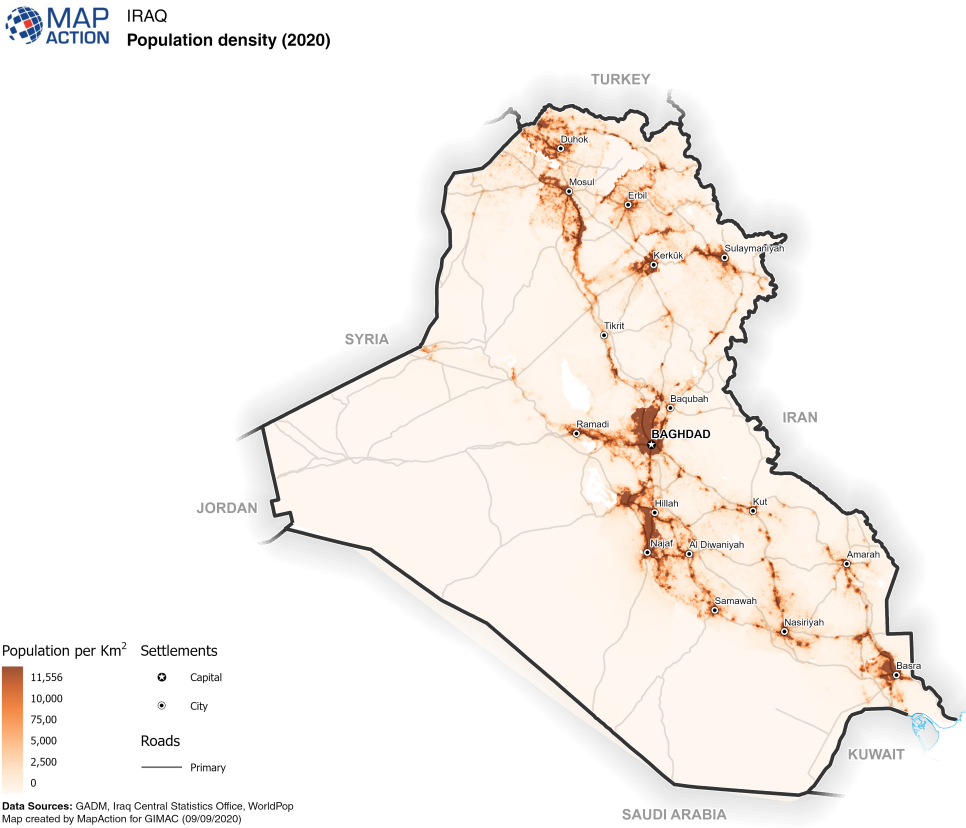 MAP
ACTION
IRAQ
Population density (2020)
TURKEY
Duhok
Mosul
Erbil
Sulaymaniyah
Kerkûk
Tikrit
SYRIA
Baqubah
IRAN
Ramadi
BAGHDAD
JORDAN
Hillah
Kut
Najaf
Al Diwaniyah
Amarah
Samawah
Nasiriyah
Basra
KUWAIT
SAUDI ARABIA
Population per Km2
11,556
10,000
75,00
5,000
2,500
0
Settlements
Capital
City
Roads
Primary
Data Sources: GADM, Iraq Central Statistics Office, WorldPop
Map created by MapAction for GIMAC (09/09/2020)